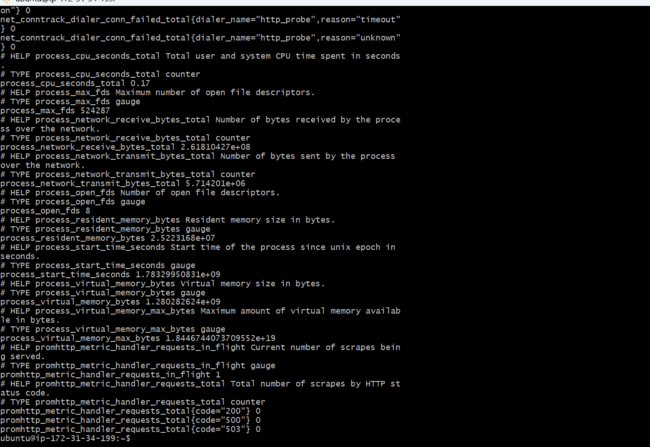 on"} 0
net_conntrack_dialer_conn_failed_total{dialer_name="http_probe",reason="timeout"
} 0
net_conntrack_dialer_conn_failed_total{dialer_name="http_probe",reason="unknown"
} 0
# HELP process_cpu_seconds_total Total user and system CPU time spent in seconds
.
# TYPE process_cpu_seconds_total counter
process_cpu_seconds_total 0.17
# HELP process_max_fds Maximum number of open file descriptors.
# TYPE process_max_fds gauge
process_max_fds 524287
# HELP process_network_receive_bytes_total Number of bytes received by the proce
ss over the network.
# TYPE process_network_receive_bytes_total counter
process_network_receive_bytes_total 2.61810427e+08
# HELP process_network_transmit_bytes_total Number of bytes sent by the process
over the network.
# TYPE process_network_transmit_bytes_total counter
process_network_transmit_bytes_total 5.714201e+06
# HELP process_open_fds Number of open file descriptors.
# TYPE process_open_fds gauge
process_open_fds 8
# HELP process_resident_memory_bytes Resident memory size in bytes.
# TYPE process_resident_memory_bytes gauge
process_resident_memory_bytes 2.5223168e+07
# HELP process_start_time_seconds Start time of the process since unix epoch in
seconds.
# TYPE process_start_time_seconds gauge
process_start_time_seconds 1.78329950831e+09
# HELP process_virtual_memory_bytes Virtual memory size in bytes.
# TYPE process_virtual_memory_bytes gauge
process_virtual_memory_bytes 1.280282624e+09
# HELP process_virtual_memory_max_bytes Maximum amount of virtual memory availab
le in bytes.
# TYPE process_virtual_memory_max_bytes gauge
process_virtual_memory_max_bytes 1.8446744073709552e+19
# HELP promhttp_metric_handler_requests_in_flight Current number of scrapes bein
g served.
# TYPE promhttp_metric_handler_requests_in_flight gauge
promhttp_metric_handler_requests_in_flight 1
# HELP promhttp_metric_handler_requests_total Total number of scrapes by HTTP st
atus code.
# TYPE promhttp_metric_handler_requests_total counter
promhttp_metric_handler_requests_total{code="200"} 0
promhttp_metric_handler_requests_total{code="500"} 0
promhttp_metric_handler_requests_total{code="503"} 0
ubuntu@ip-172-31-34-199:~$